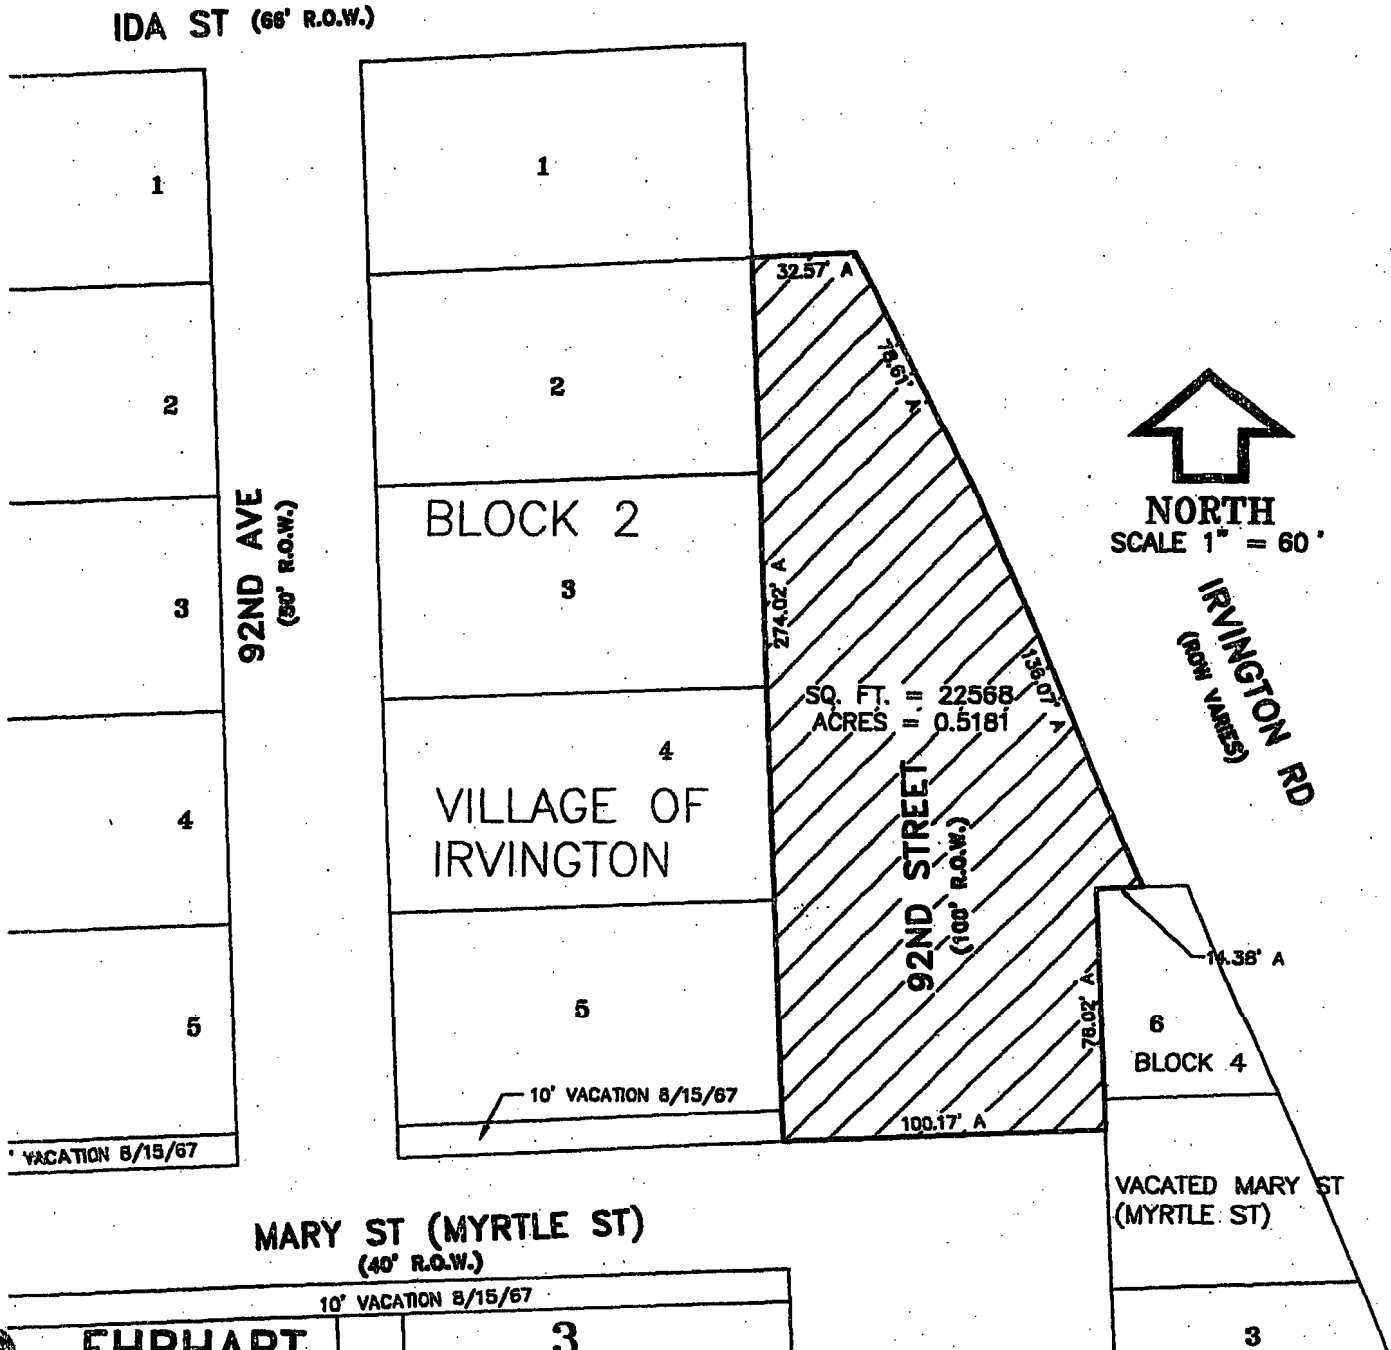 IDA ST (66' R.O.W.)
1
1
32.57' A
78.61' A
2
2
NORTH
SCALE 1" = 60'
BLOCK 2
92ND AVE
(50' R.O.W.)
3
3
274.02' A
IRVINGTON RD
(ROW VARIES)
136.07' A
SQ. FT. = 22568
ACRES = 0.5181
4
4
VILLAGE OF
IRVINGTON
92ND STREET
(100' R.O.W.)
14.38' A
5
5
78.02' A
6
BLOCK 4
10' VACATION 8/15/67
100.17' A
' VACATION 8/15/67
VACATED MARY ST
(MYRTLE ST)
MARY ST (MYRTLE ST)
(40' R.O.W.)
10' VACATION 8/15/67
EHRHART
3
3